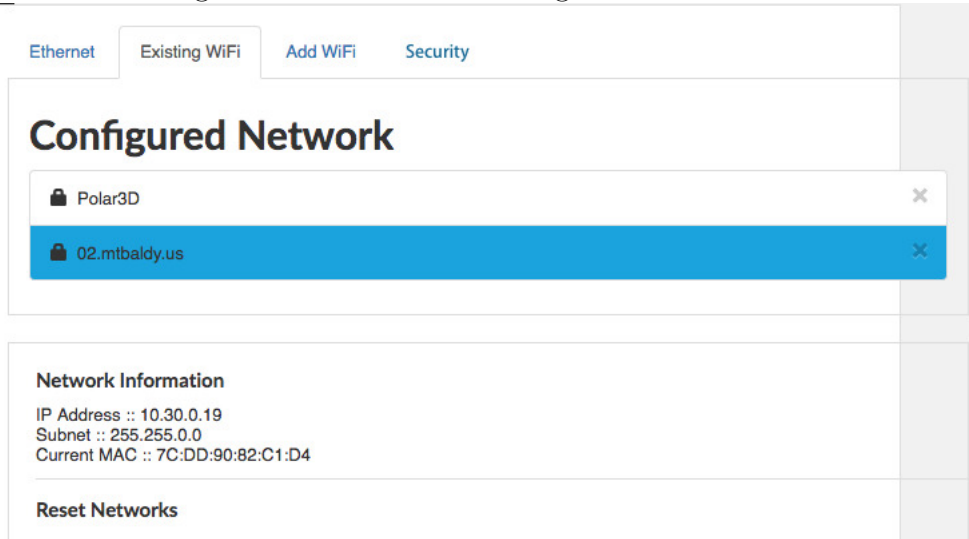 Ethernet Existing WiFi Add WiFi Security
Configured Network
Polar3D
02.mtbaldy.us
Network Information
IP Address :: 10.30.0.19
Subnet :: 255.255.0.0
Current MAC :: 7C:DD:90:82:C1:D4
Reset Networks